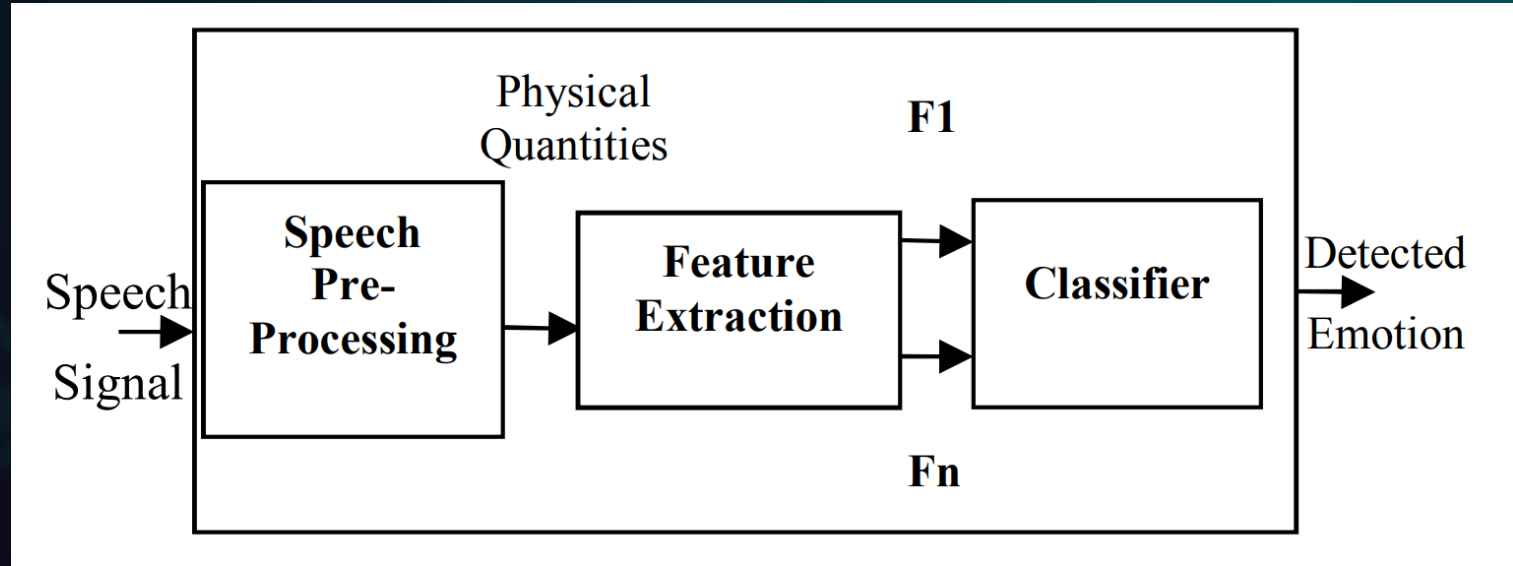 Speech
Signal
Speech
Pre-
Processing
Physical
Quantities
Feature
Extraction
F1
Fn
Classifier
Detected
Emotion